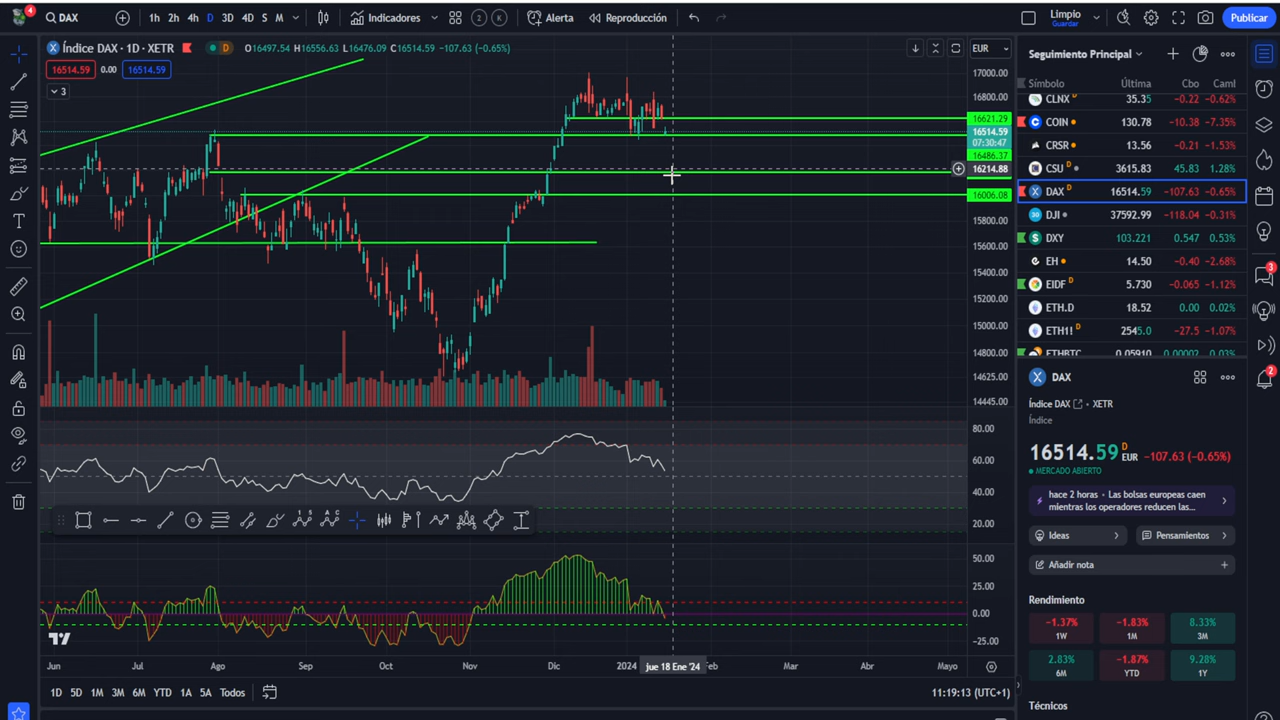 4
DAX
1h 2h 4h D 3D 4D S M
Indicadores
2 K
Alerta
Reproducción
Limpio
Guardar
Publicar
Índice DAX · 1D · XETR
D
O16497.54 H16556.63 L16476.09 C16514.59 −107.63 (−0.65%)
16514.59 0.00 16514.59
3
EUR
17000.00
16800.00
16621.29
16514.59
07:30:47
16486.37
16214.88
16006.08
15800.00
15600.00
15400.00
15200.00
15000.00
14800.00
14625.00
14445.00
80.00
60.00
40.00
20.00
50.00
25.00
0.00
−25.00
Jun Jul Ago Sep Oct Nov Dic 2024 jue 18 Ene '24 Feb Mar Abr Mayo
1D 5D 1M 3M 6M YTD 1A 5A Todos
11:19:13 (UTC+1)
Seguimiento Principal
Símbolo Última Cbo Caml
CLNX D 35.35 −0.22 −0.62%
COIN 130.78 −10.38 −7.35%
CRSR 13.56 −0.21 −1.53%
CSU D 3615.83 45.83 1.28%
DAX D 16514.59 −107.63 −0.65%
DJI 37592.99 −118.04 −0.31%
DXY 103.221 0.547 0.53%
EH 14.50 −0.40 −2.68%
EIDF D 5.730 −0.065 −1.12%
ETH.D 18.52 0.00 0.02%
ETH1! D 2545.0 −27.5 −1.07%
ETHBTC 0.05910 0.00002 0.03%
DAX
Índice DAX · XETR
Índice
16514.59 D EUR −107.63 (−0.65%)
MERCADO ABIERTO
hace 2 horas · Las bolsas europeas caen
mientras los operadores reducen las...
Ideas
Pensamientos
Añadir nota
Rendimiento
−1.37% −1.83% 8.33%
1W 1M 3M
2.83% −1.87% 9.28%
6M YTD 1Y
Técnicos
3
2